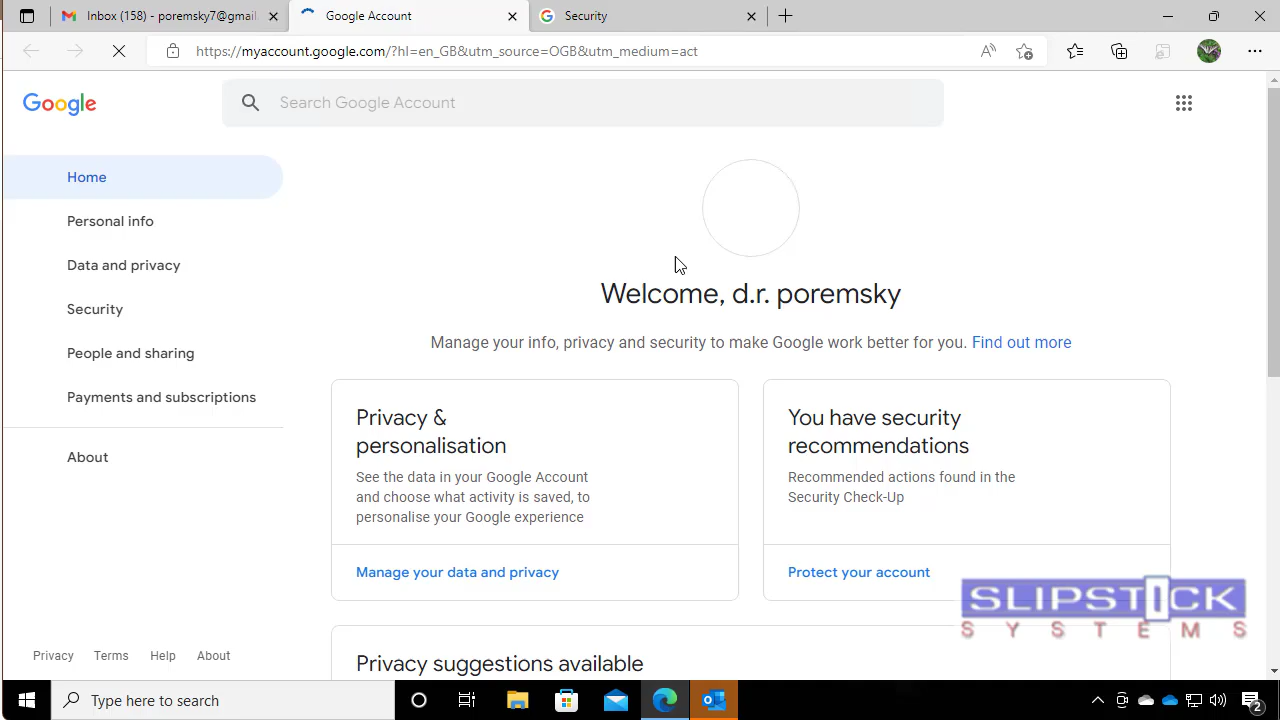 Inbox (158) - poremsky7@gmail
Google Account
Security
https://myaccount.google.com/?hl=en_GB&utm_source=OGB&utm_medium=act
Google
Search Google Account
Home
Personal info
Data and privacy
Security
People and sharing
Payments and subscriptions
About
Welcome, d.r. poremsky
Manage your info, privacy and security to make Google work better for you. Find out more
Privacy &
personalisation
See the data in your Google Account
and choose what activity is saved, to
personalise your Google experience
Manage your data and privacy
You have security
recommendations
Recommended actions found in the
Security Check-Up
Protect your account
Privacy suggestions available
SLIPSTICK
SYSTEMS
Privacy
Terms
Help
About
Type here to search
2